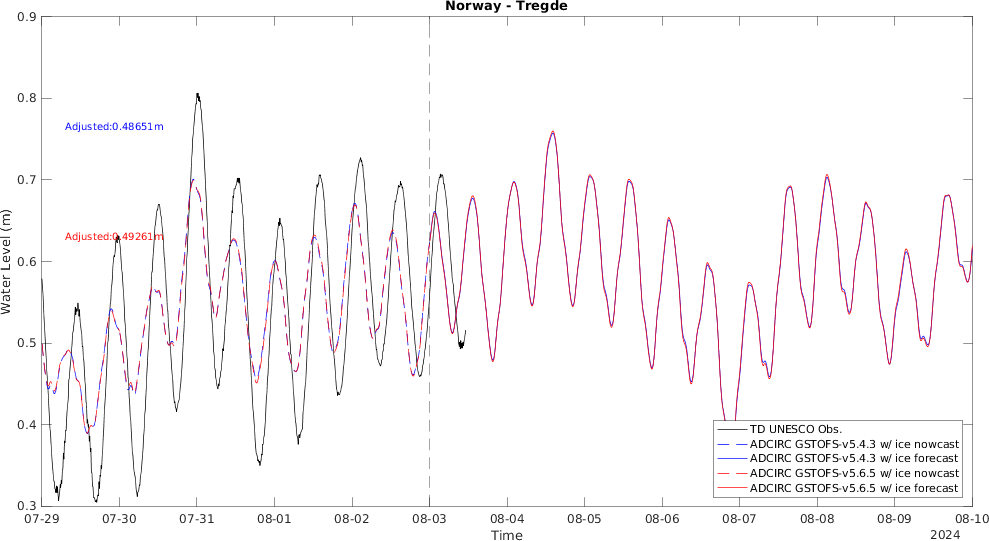 Norway - Tregde
0.9
0.8
0.7
0.6
0.5
0.4
0.3
Water Level (m)
Adjusted:0.48651m
Adjusted:0.49261m
TD UNESCO Obs.
ADCIRC GSTOFS-v5.4.3 w/ ice nowcast
ADCIRC GSTOFS-v5.4.3 w/ ice forecast
ADCIRC GSTOFS-v5.6.5 w/ ice nowcast
ADCIRC GSTOFS-v5.6.5 w/ ice forecast
07-29 07-30 07-31 08-01 08-02 08-03 08-04 08-05 08-06 08-07 08-08 08-09 08-10
Time
2024